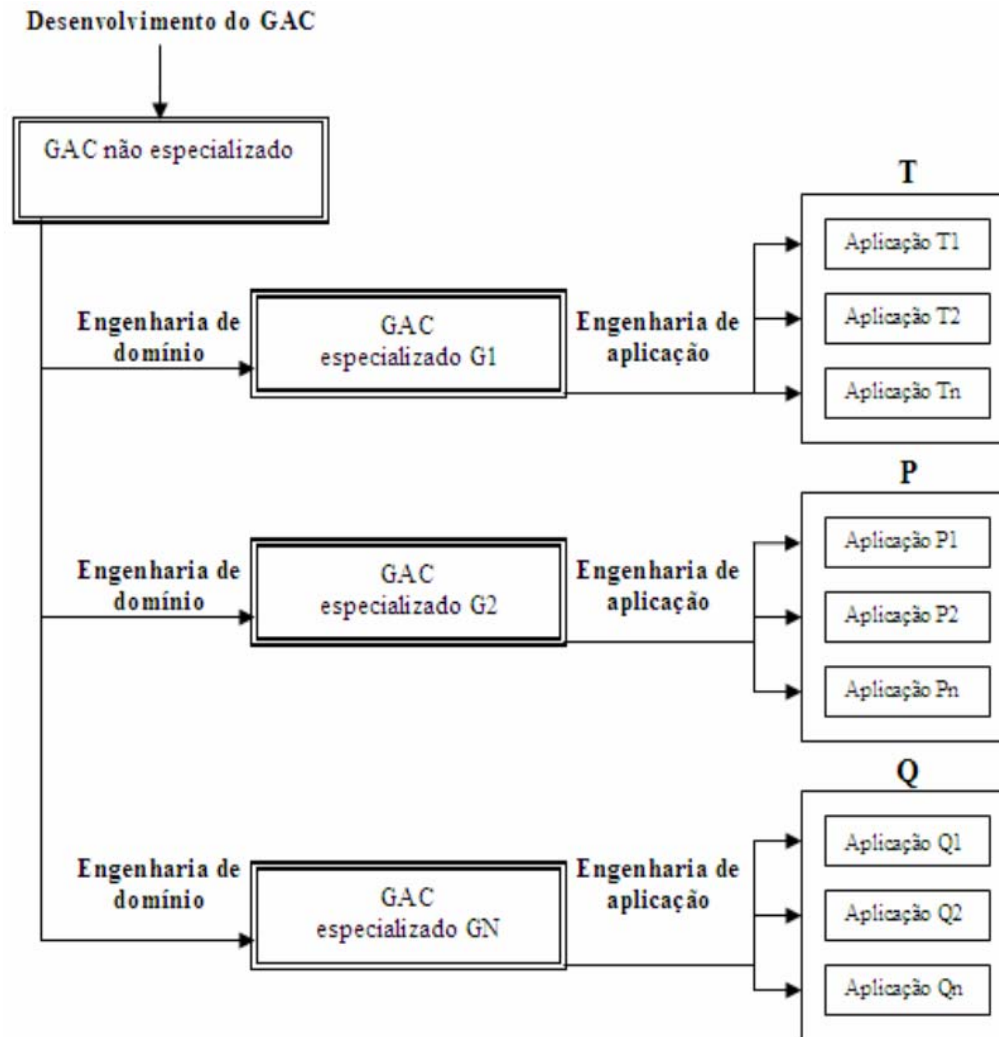 Desenvolvimento do GAC
GAC não especializado
T
Aplicação T1
Engenharia de
domínio
GAC
especializado G1
Engenharia de
aplicação
Aplicação T2
Aplicação Tn
P
Aplicação P1
Engenharia de
domínio
GAC
especializado G2
Engenharia de
aplicação
Aplicação P2
Aplicação Pn
Q
Aplicação Q1
Engenharia de
domínio
GAC
especializado GN
Engenharia de
aplicação
Aplicação Q2
Aplicação Qn